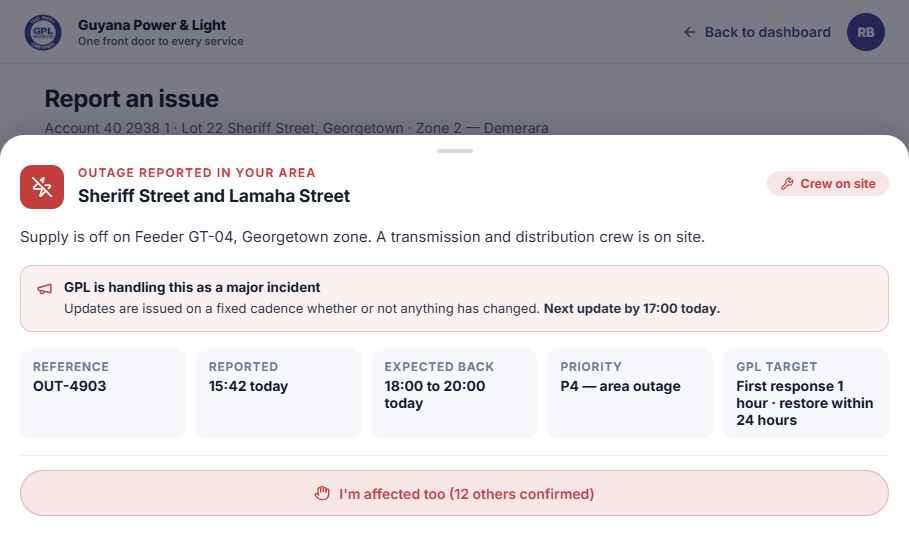 GPL
Guyana Power & Light
One front door to every service
Back to dashboard
RB
Report an issue
Account 40 2938 1 · Lot 22 Sheriff Street, Georgetown · Zone 2 — Demerara
OUTAGE REPORTED IN YOUR AREA
Sheriff Street and Lamaha Street
Crew on site
Supply is off on Feeder GT-04, Georgetown zone. A transmission and distribution crew is on site.
GPL is handling this as a major incident
Updates are issued on a fixed cadence whether or not anything has changed. Next update by 17:00 today.
REFERENCE
OUT-4903
REPORTED
15:42 today
EXPECTED BACK
18:00 to 20:00
today
PRIORITY
P4 — area outage
GPL TARGET
First response 1
hour · restore within
24 hours
I'm affected too (12 others confirmed)